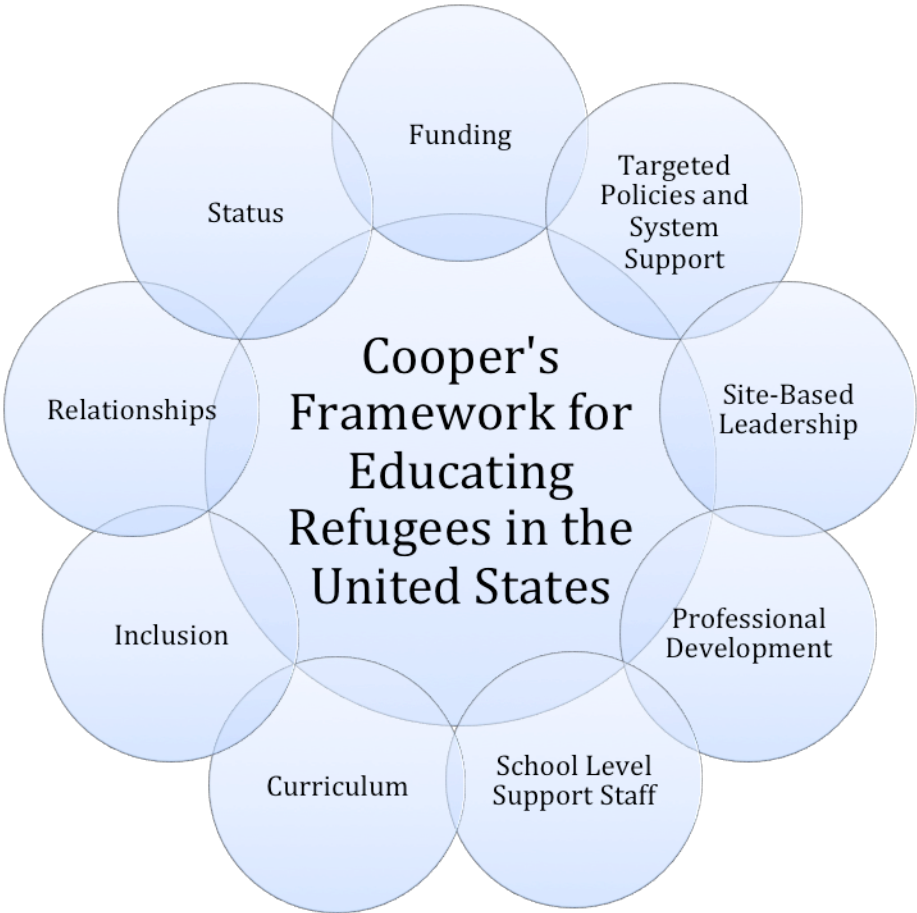 Funding
Targeted
Policies and
System
Support
Status
Site-Based
Leadership
Relationships
Cooper's
Framework for
Educating
Refugees in the
United States
Professional
Development
Inclusion
School Level
Support Staff
Curriculum